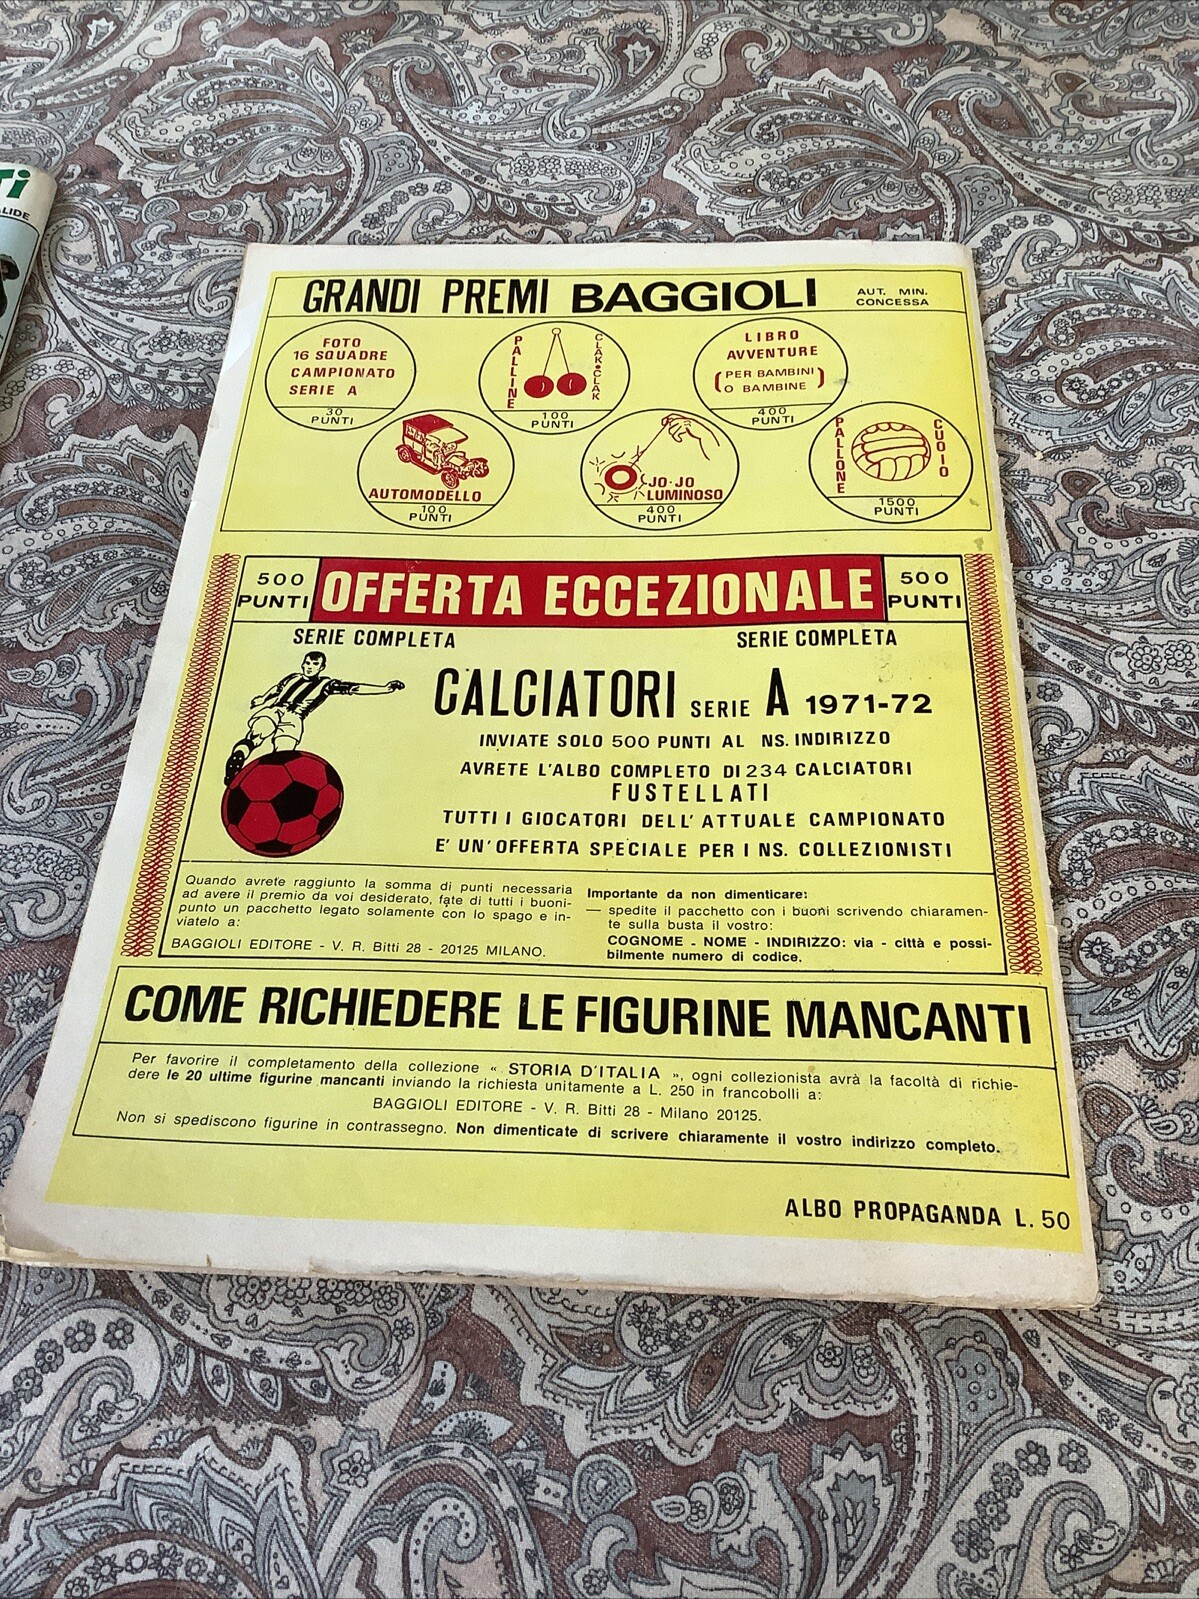 Ti
LIDE
GRANDI PREMI BAGGIOLI
AUT. MIN.
CONCESSA
FOTO
16 SQUADRE
CAMPIONATO
SERIE A
30
PUNTI
PALLINE
CLAK•CLAK
100
PUNTI
LIBRO
AVVENTURE
(PER BAMBINI
O BAMBINE)
400
PUNTI
AUTOMODELLO
100
PUNTI
JO-JO
LUMINOSO
400
PUNTI
PALLONE
CUOIO
1500
PUNTI
500
PUNTI
OFFERTA ECCEZIONALE
500
PUNTI
SERIE COMPLETA
SERIE COMPLETA
CALCIATORI SERIE A 1971-72
INVIATE SOLO 500 PUNTI AL NS. INDIRIZZO
AVRETE L'ALBO COMPLETO DI 234 CALCIATORI
FUSTELLATI
TUTTI I GIOCATORI DELL'ATTUALE CAMPIONATO
E' UN'OFFERTA SPECIALE PER I NS. COLLEZIONISTI
Quando avrete raggiunto la somma di punti necessaria
ad avere il premio da voi desiderato, fate di tutti i buoni-
punto un pacchetto legato solamente con lo spago e in-
viatelo a:
BAGGIOLI EDITORE - V. R. Bitti 28 - 20125 MILANO.
Importante da non dimenticare:
— spedite il pacchetto con i buoni scrivendo chiaramen-
te sulla busta il vostro:
COGNOME - NOME - INDIRIZZO: via - città e possi-
bilmente numero di codice.
COME RICHIEDERE LE FIGURINE MANCANTI
Per favorire il completamento della collezione « STORIA D'ITALIA », ogni collezionista avrà la facoltà di richie-
dere le 20 ultime figurine mancanti inviando la richiesta unitamente a L. 250 in francobolli a:
BAGGIOLI EDITORE - V. R. Bitti 28 - Milano 20125.
Non si spediscono figurine in contrassegno. Non dimenticate di scrivere chiaramente il vostro indirizzo completo.
ALBO PROPAGANDA L. 50